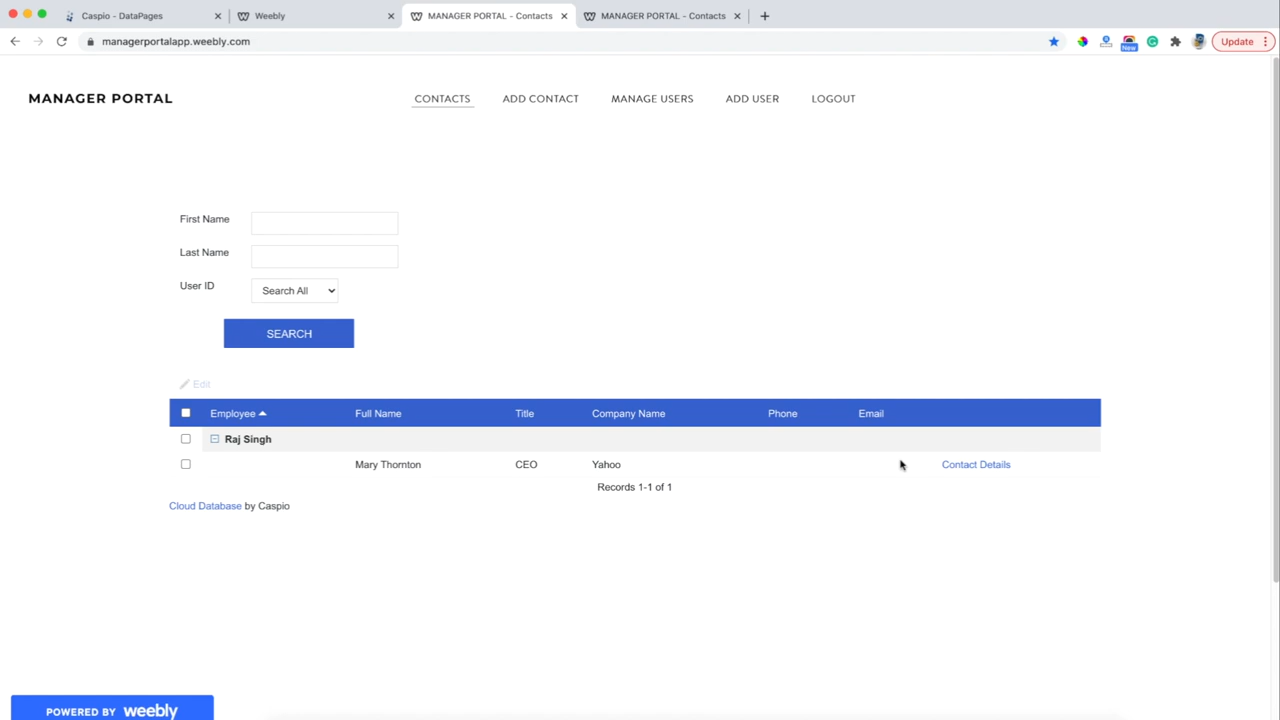 Caspio - DataPages
Weebly
MANAGER PORTAL - Contacts
MANAGER PORTAL - Contacts
managerportalapp.weebly.com
New
Update
MANAGER PORTAL
CONTACTS
ADD CONTACT
MANAGE USERS
ADD USER
LOGOUT
First Name
Last Name
User ID
Search All
SEARCH
Edit
Employee Full Name Title Company Name Phone Email
Raj Singh
Mary Thornton CEO Yahoo Contact Details
Records 1-1 of 1
Cloud Database by Caspio
POWERED BY weebly